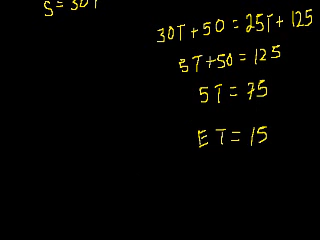 S = 30T
30T + 50 = 25T + 125
5T + 50 = 125
5T = 75
E T = 15